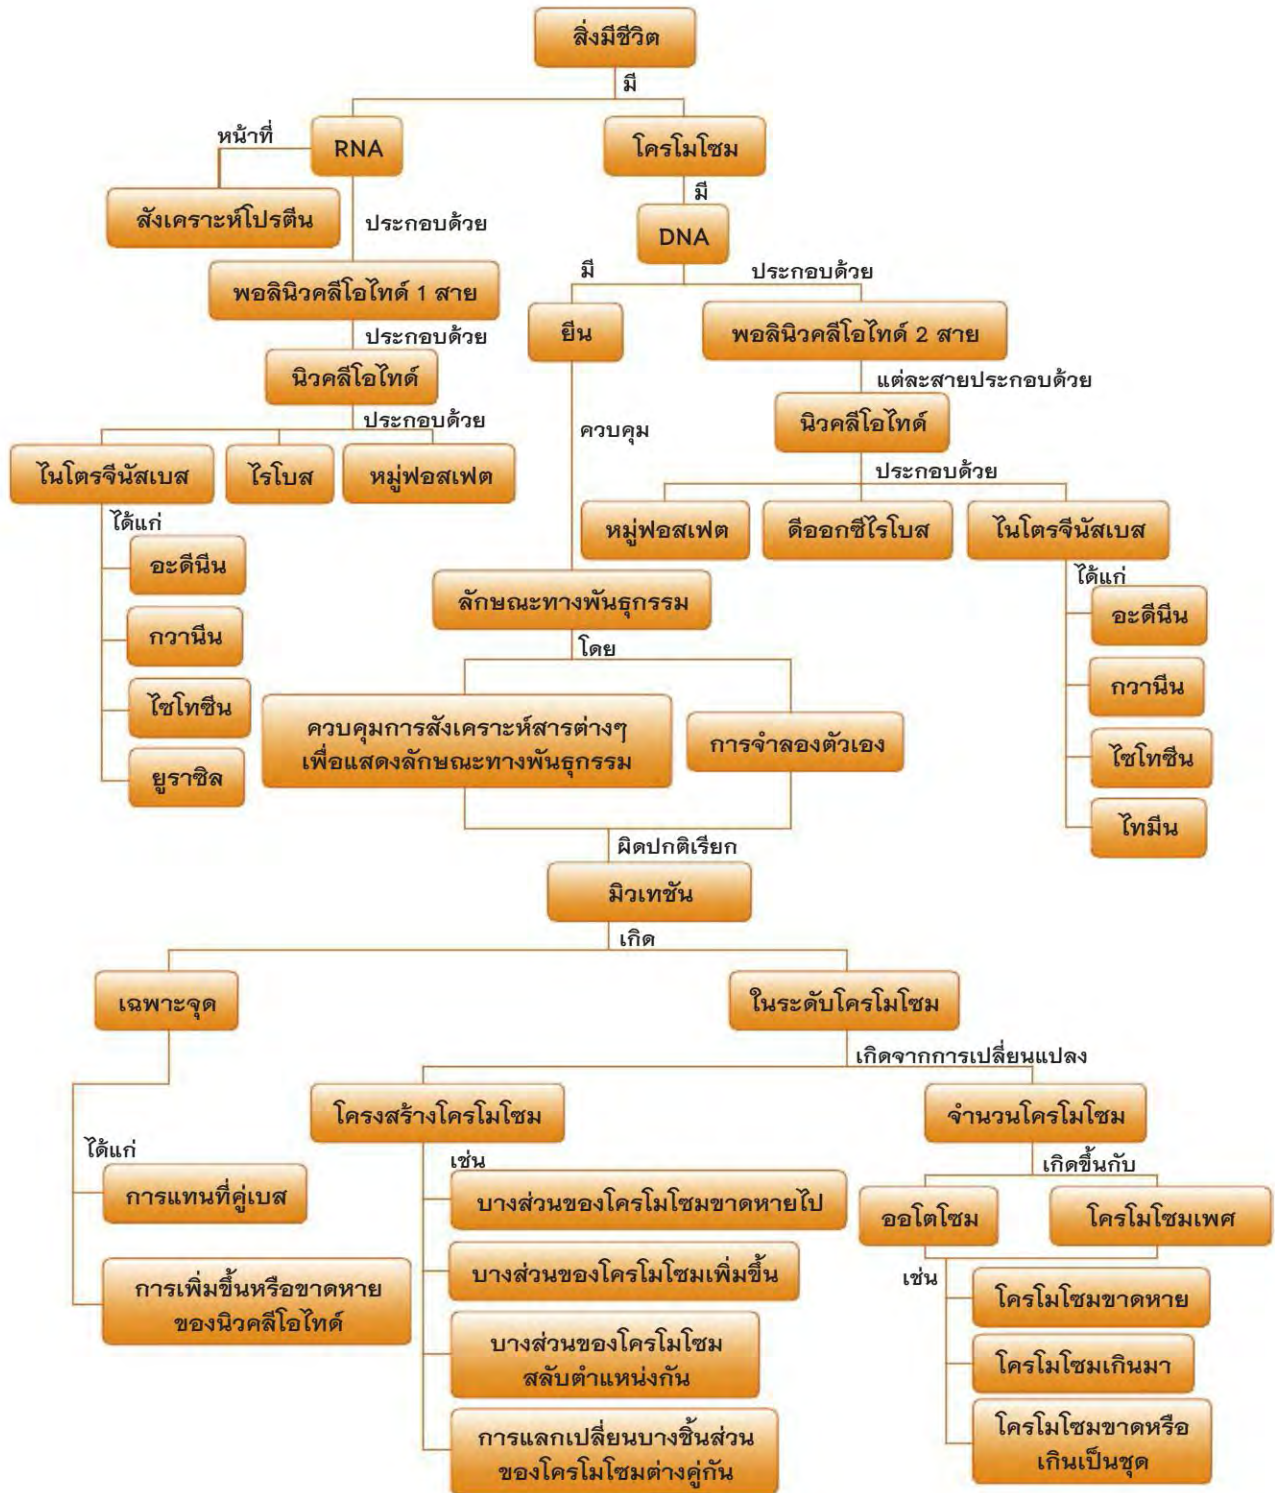 สิ่งมีชีวิต
มี
หน้าที่
RNA
โครโมโซม
มี
สังเคราะห์โปรตีน
ประกอบด้วย
DNA
มี
ประกอบด้วย
พอลินิวคลีโอไทด์ 1 สาย
ยีน
พอลินิวคลีโอไทด์ 2 สาย
ประกอบด้วย
นิวคลีโอไทด์
แต่ละสายประกอบด้วย
ประกอบด้วย
ควบคุม
นิวคลีโอไทด์
ไนโตรจีนัสเบส
ไรโบส
หมู่ฟอสเฟต
ประกอบด้วย
ได้แก่
หมู่ฟอสเฟต
ดีออกซีไรโบส
ไนโตรจีนัสเบส
อะดีนีน
ได้แก่
ลักษณะทางพันธุกรรม
อะดีนีน
กวานีน
โดย
กวานีน
ไซโทซีน
ควบคุมการสังเคราะห์สารต่างๆ
เพื่อแสดงลักษณะทางพันธุกรรม
การจำลองตัวเอง
ไซโทซีน
ยูราซิล
ไทมีน
ผิดปกติเรียก
มิวเทชัน
เกิด
เฉพาะจุด
ในระดับโครโมโซม
เกิดจากการเปลี่ยนแปลง
โครงสร้างโครโมโซม
จำนวนโครโมโซม
ได้แก่
เช่น
เกิดขึ้นกับ
การแทนที่คู่เบส
บางส่วนของโครโมโซมขาดหายไป
ออโตโซม
โครโมโซมเพศ
บางส่วนของโครโมโซมเพิ่มขึ้น
เช่น
การเพิ่มขึ้นหรือขาดหาย
ของนิวคลีโอไทด์
โครโมโซมขาดหาย
บางส่วนของโครโมโซม
สลับตำแหน่งกัน
โครโมโซมเกินมา
การแลกเปลี่ยนบางชิ้นส่วน
ของโครโมโซมต่างคู่กัน
โครโมโซมขาดหรือ
เกินเป็นชุด